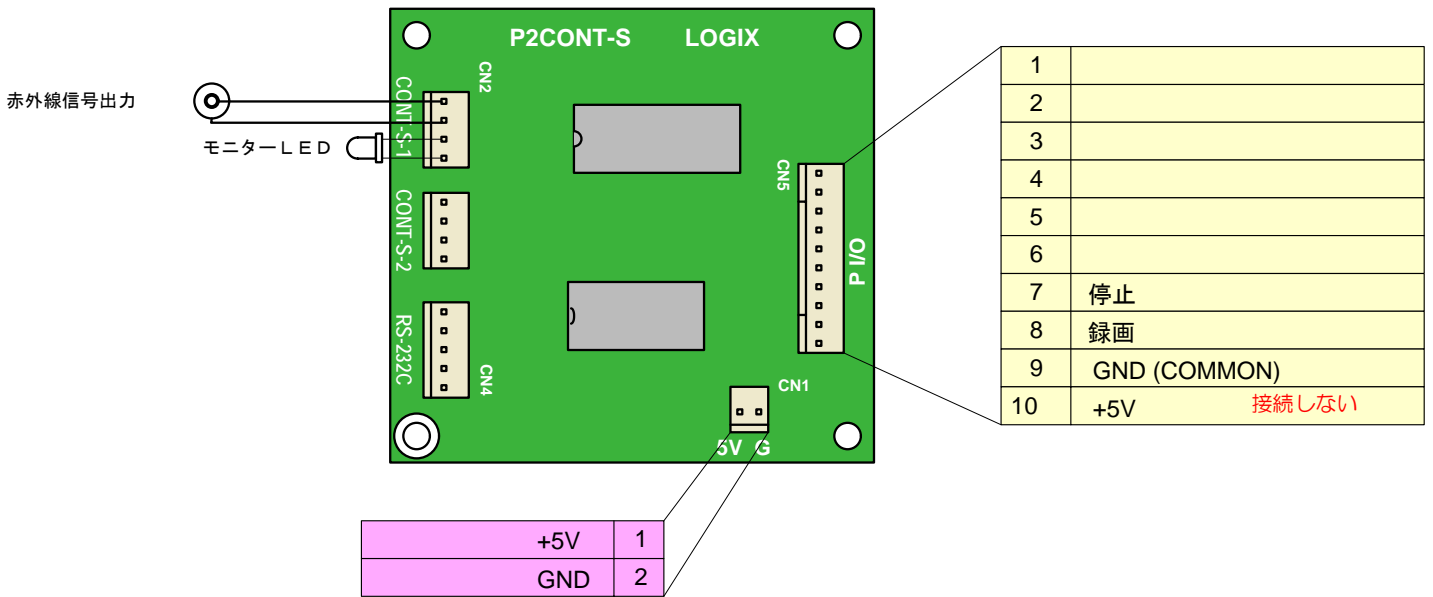 P2CONT-S LOGIX
赤外線信号出力
モニターＬＥＤ
CN2
CONT-S-1
CONT-S-2
RS-232C
CN4
CN5
P I/O
CN1
5V G
1
2
3
4
5
6
7 停止
8 録画
9 GND (COMMON)
10 +5V 接続しない
+5V 1
GND 2